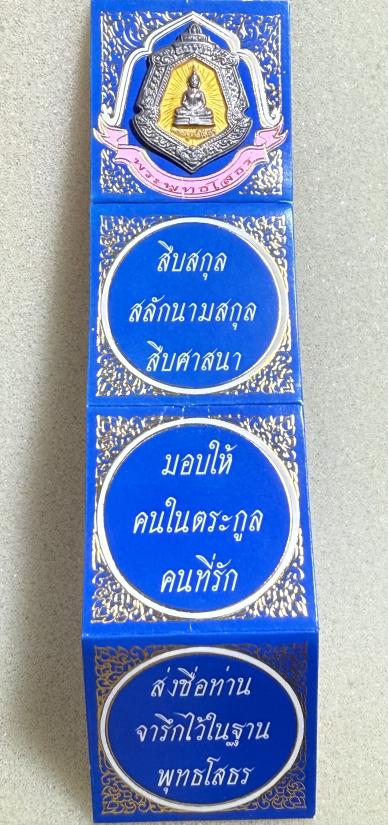 พระพุทธโสธร
สืบสกุล
สลักนามสกุล
สืบศาสนา
มอบให้
คนในตระกูล
คนที่รัก
ส่งชื่อท่าน
จารึกไว้ในฐาน
พุทธโสธร